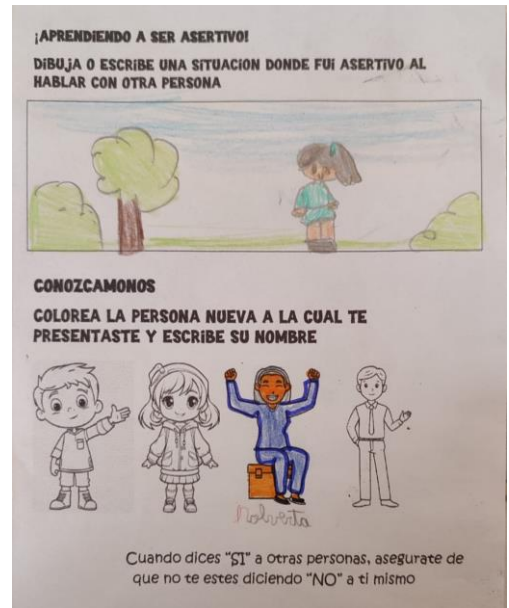 ¡APRENDIENDO A SER ASERTIVO!
DIBUJA O ESCRIBE UNA SITUACION DONDE FUI ASERTIVO AL
HABLAR CON OTRA PERSONA
CONOZCAMONOS
COLOREA LA PERSONA NUEVA A LA CUAL TE
PRESENTASTE Y ESCRIBE SU NOMBRE
Cuando dices "SI" a otras personas, asegurate de
que no te estes diciendo "NO" a ti mismo